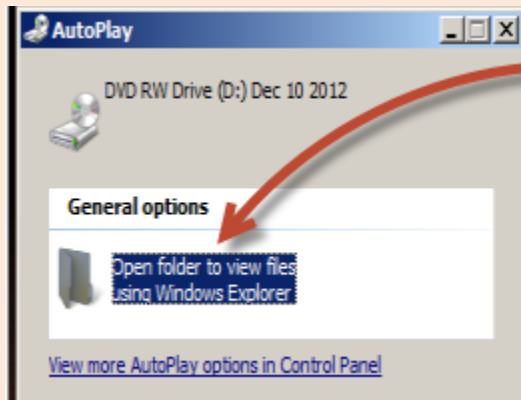 AutoPlay
DVD RW Drive (D:) Dec 10 2012
General options
Open folder to view files
using Windows Explorer
View more AutoPlay options in Control Panel